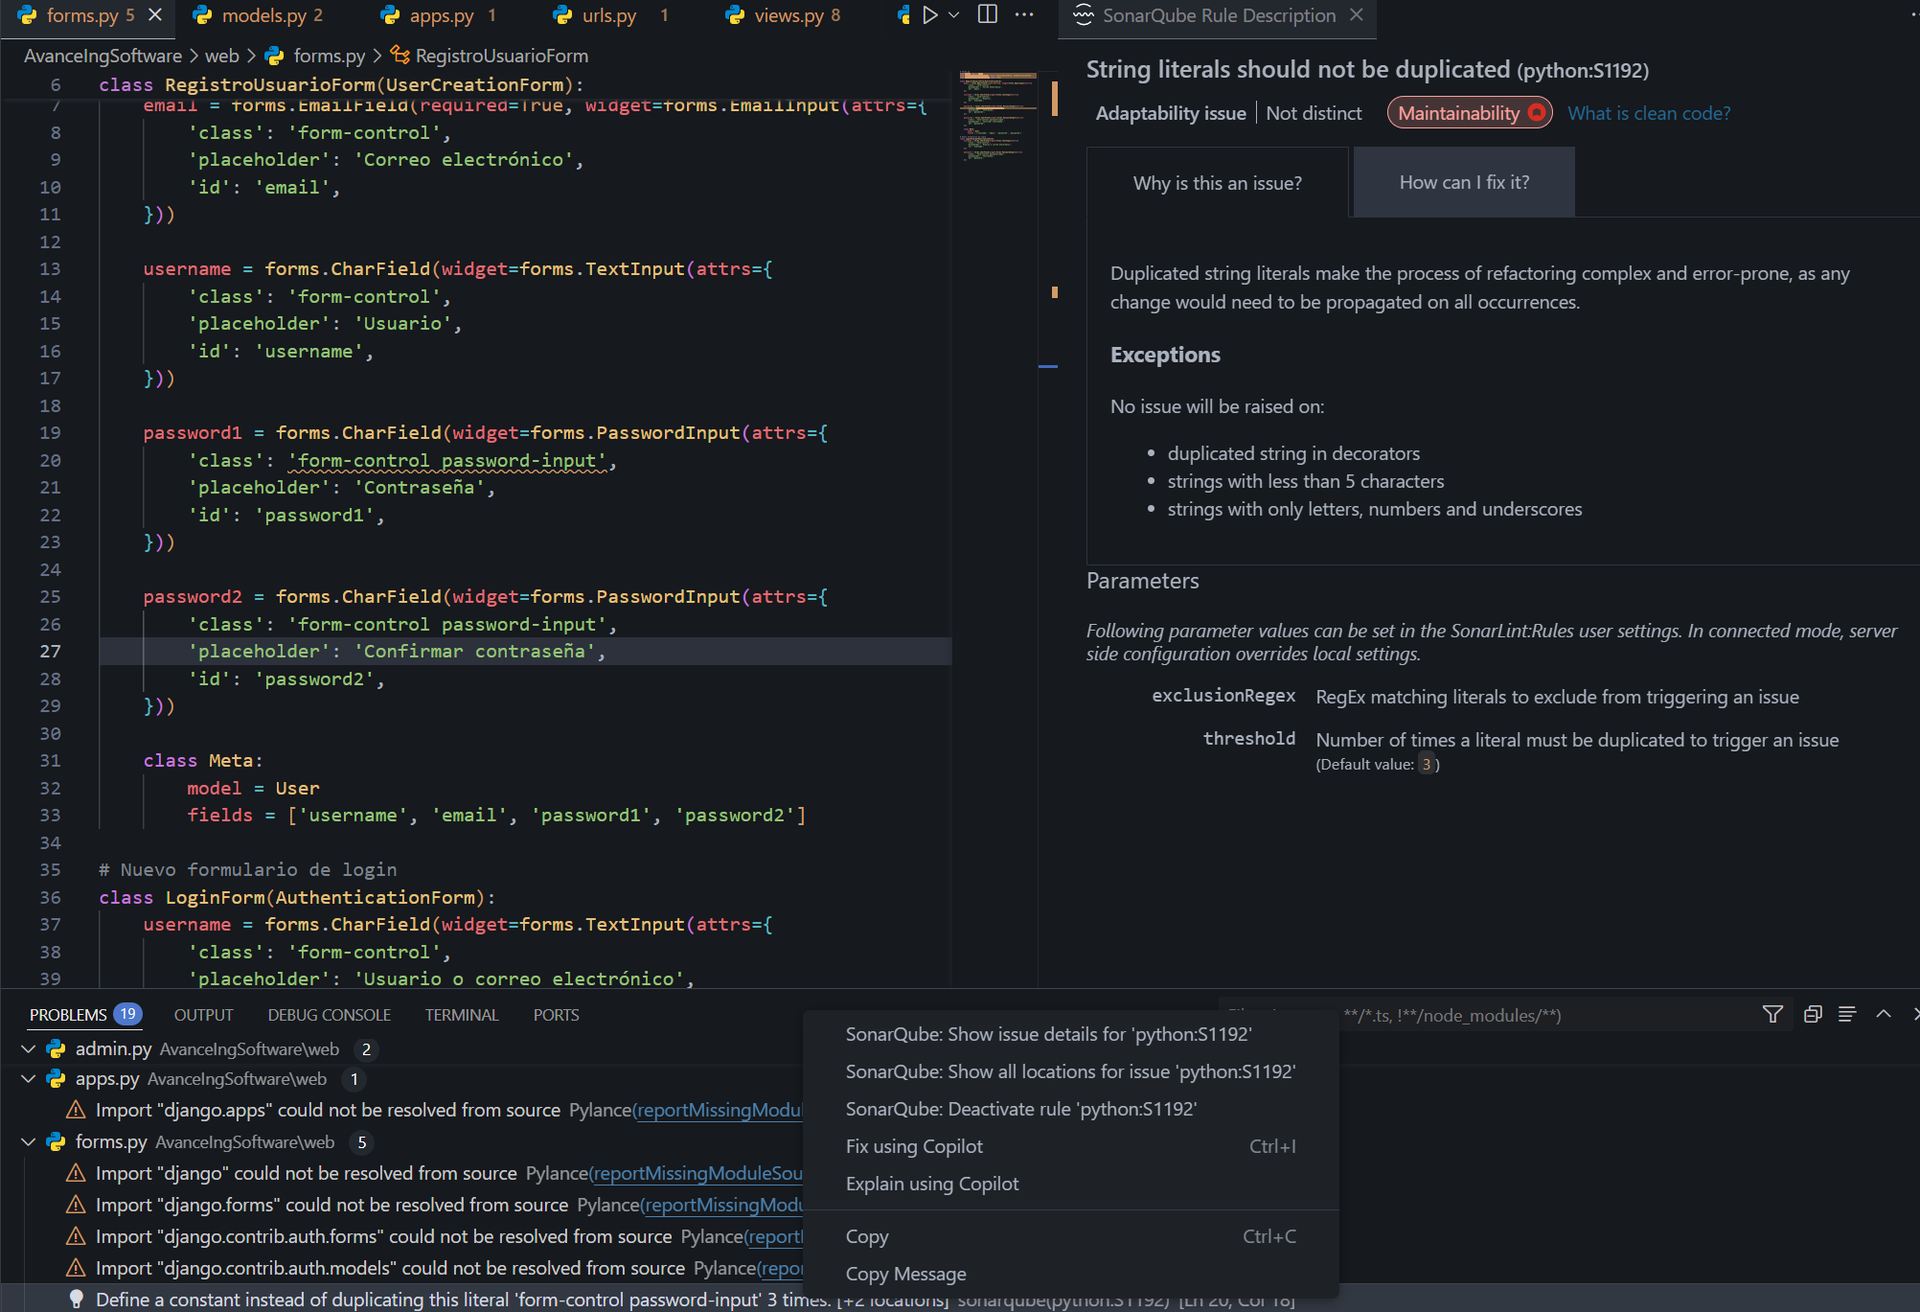 forms.py 5
models.py 2
apps.py 1
urls.py 1
views.py 8
SonarQube Rule Description
AvanceIngSoftware > web > forms.py > RegistroUsuarioForm
6 class RegistroUsuarioForm(UserCreationForm):
7 email = forms.EmailField(required=True, widget=forms.EmailInput(attrs={
8 'class': 'form-control',
9 'placeholder': 'Correo electrónico',
10 'id': 'email',
11 }))
12
13 username = forms.CharField(widget=forms.TextInput(attrs={
14 'class': 'form-control',
15 'placeholder': 'Usuario',
16 'id': 'username',
17 }))
18
19 password1 = forms.CharField(widget=forms.PasswordInput(attrs={
20 'class': 'form-control password-input',
21 'placeholder': 'Contraseña',
22 'id': 'password1',
23 }))
24
25 password2 = forms.CharField(widget=forms.PasswordInput(attrs={
26 'class': 'form-control password-input',
27 'placeholder': 'Confirmar contraseña',
28 'id': 'password2',
29 }))
30
31 class Meta:
32 model = User
33 fields = ['username', 'email', 'password1', 'password2']
34
35 # Nuevo formulario de login
36 class LoginForm(AuthenticationForm):
37 username = forms.CharField(widget=forms.TextInput(attrs={
38 'class': 'form-control',
39 'placeholder': 'Usuario o correo electrónico',
String literals should not be duplicated (python:S1192)
Adaptability issue | Not distinct Maintainability What is clean code?
Why is this an issue? How can I fix it?
Duplicated string literals make the process of refactoring complex and error-prone, as any
change would need to be propagated on all occurrences.
Exceptions
No issue will be raised on:
• duplicated string in decorators
• strings with less than 5 characters
• strings with only letters, numbers and underscores
Parameters
Following parameter values can be set in the SonarLint:Rules user settings. In connected mode, server
side configuration overrides local settings.
exclusionRegex RegEx matching literals to exclude from triggering an issue
threshold Number of times a literal must be duplicated to trigger an issue
(Default value: 3)
PROBLEMS 19 OUTPUT DEBUG CONSOLE TERMINAL PORTS
**/*.ts, !**/node_modules/**)
admin.py AvanceIngSoftware\web 2
apps.py AvanceIngSoftware\web 1
Import "django.apps" could not be resolved from source Pylance(reportMissingModul
forms.py AvanceIngSoftware\web 5
Import "django" could not be resolved from source Pylance(reportMissingModuleSou
Import "django.forms" could not be resolved from source Pylance(reportMissingModu
Import "django.contrib.auth.forms" could not be resolved from source Pylance(report
Import "django.contrib.auth.models" could not be resolved from source Pylance(repor
Define a constant instead of duplicating this literal 'form-control password-input' 3 times. [+2 locations] sonarqube(python:S1192) [Ln 20, Col 18]
SonarQube: Show issue details for 'python:S1192'
SonarQube: Show all locations for issue 'python:S1192'
SonarQube: Deactivate rule 'python:S1192'
Fix using Copilot Ctrl+I
Explain using Copilot
Copy Ctrl+C
Copy Message